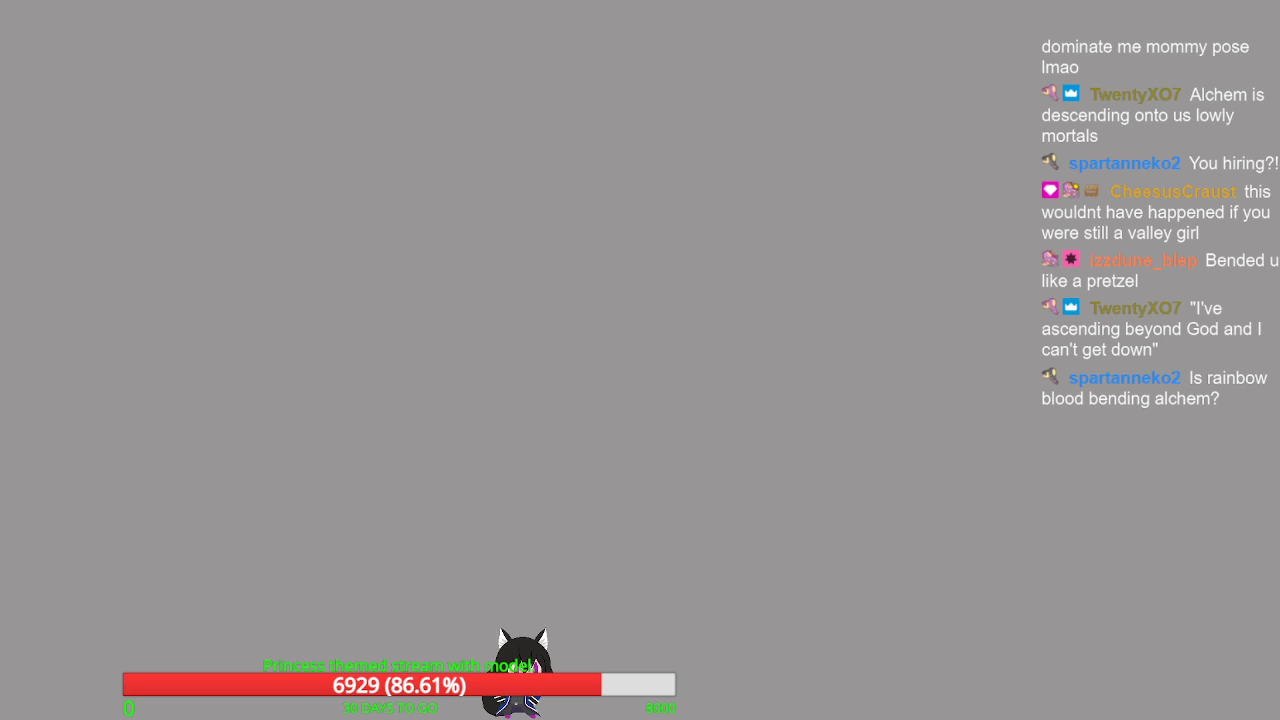 dominate me mommy pose
lmao
TwentyXO7 Alchem is
descending onto us lowly
mortals
spartanneko2 You hiring?!
CheesusCraust this
wouldnt have happened if you
were still a valley girl
izzdune_blep Bended u
like a pretzel
TwentyXO7 "I've
ascending beyond God and I
can't get down"
spartanneko2 Is rainbow
blood bending alchem?
Princess themed stream with model
6929 (86.61%)
0
30 DAYS TO GO
8000